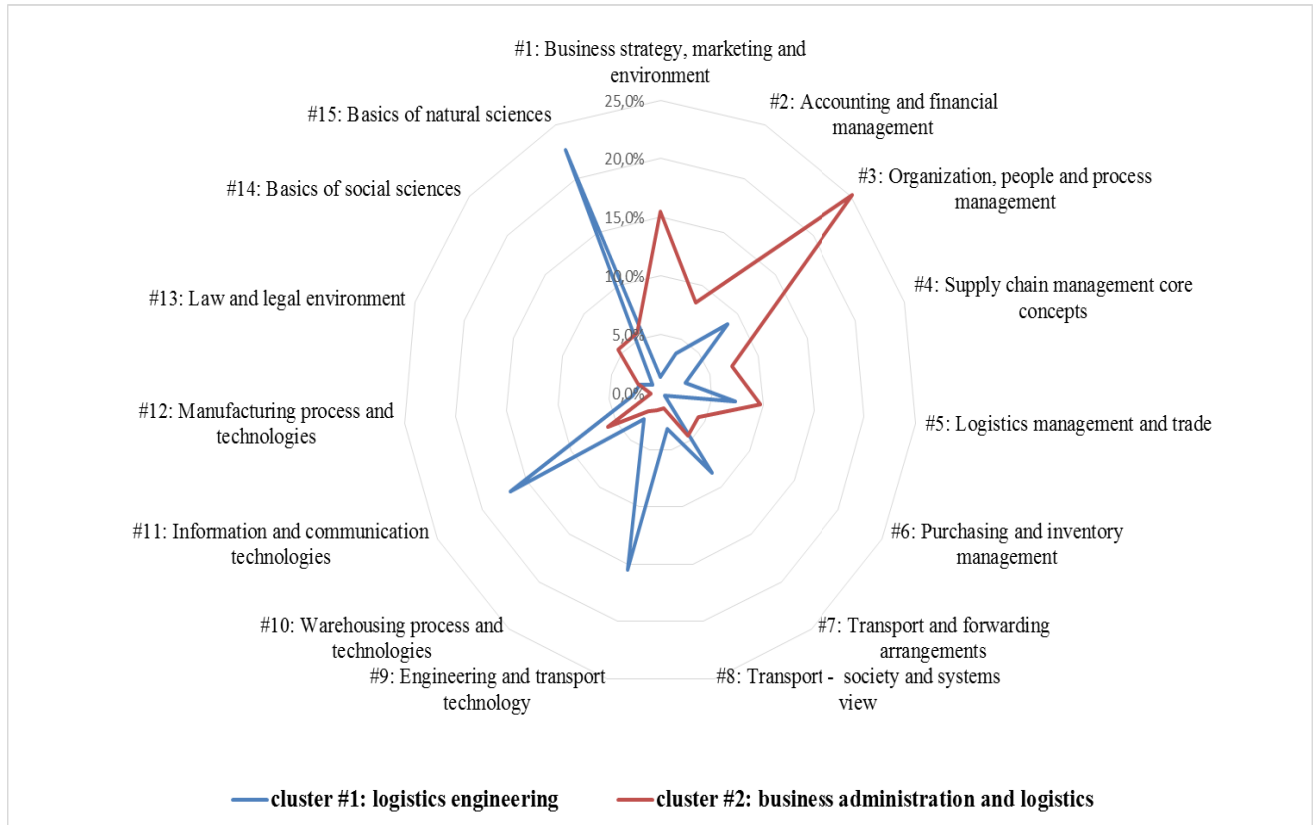 #1: Business strategy, marketing and
environment
#2: Accounting and financial
management
#3: Organization, people and process
management
#4: Supply chain management core
concepts
#5: Logistics management and trade
#6: Purchasing and inventory
management
#7: Transport and forwarding
arrangements
#8: Transport - society and systems
view
#9: Engineering and transport
technology
#10: Warehousing process and
technologies
#11: Information and communication
technologies
#12: Manufacturing process and
technologies
#13: Law and legal environment
#14: Basics of social sciences
#15: Basics of natural sciences
25,0%
20,0%
15,0%
10,0%
5,0%
0,0%
cluster #1: logistics engineering
cluster #2: business administration and logistics